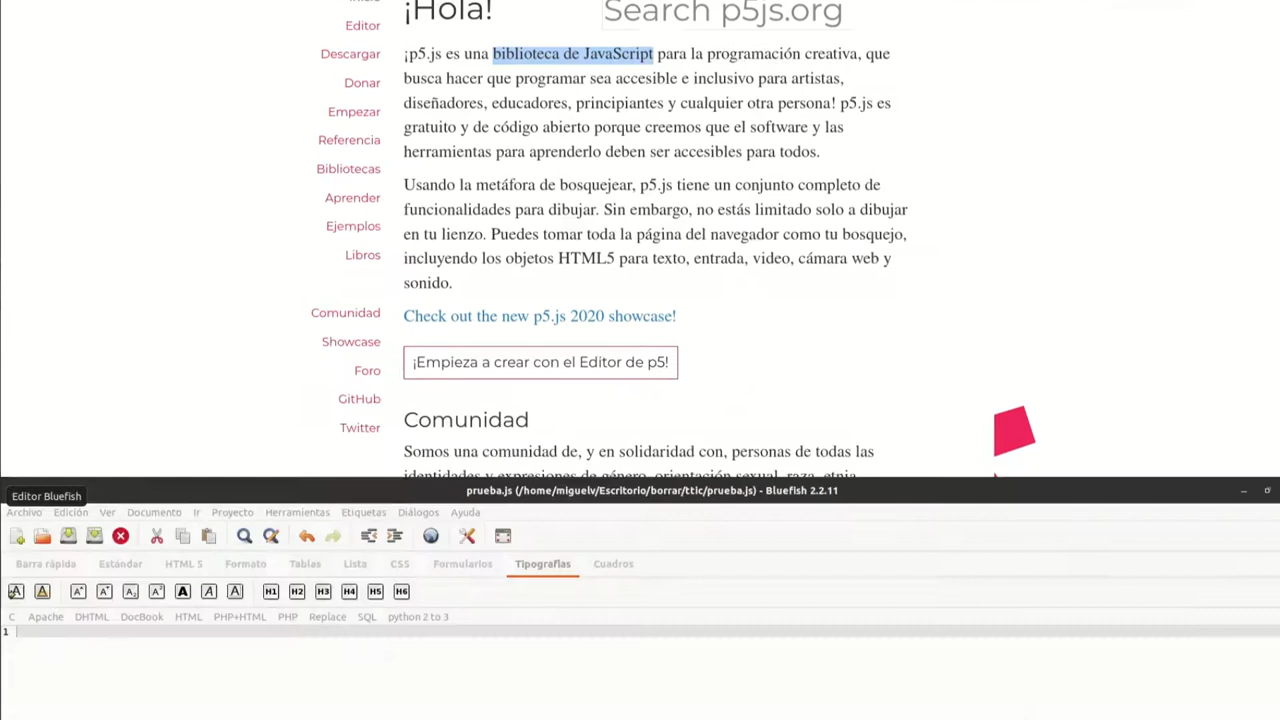 ¡Hola!
Search p5js.org
Editor
Descargar
Donar
Empezar
Referencia
Bibliotecas
Aprender
Ejemplos
Libros
Comunidad
Showcase
Foro
GitHub
Twitter
¡p5.js es una biblioteca de JavaScript para la programación creativa, que
busca hacer que programar sea accesible e inclusivo para artistas,
diseñadores, educadores, principiantes y cualquier otra persona! p5.js es
gratuito y de código abierto porque creemos que el software y las
herramientas para aprenderlo deben ser accesibles para todos.
Usando la metáfora de bosquejear, p5.js tiene un conjunto completo de
funcionalidades para dibujar. Sin embargo, no estás limitado solo a dibujar
en tu lienzo. Puedes tomar toda la página del navegador como tu bosquejo,
incluyendo los objetos HTML5 para texto, entrada, video, cámara web y
sonido.
Check out the new p5.js 2020 showcase!
¡Empieza a crear con el Editor de p5!
Comunidad
Somos una comunidad de, y en solidaridad con, personas de todas las
identidades y expresiones de género, orientación sexual, raza, etnia,
prueba.js (/home/miguelv/Escritorio/borrar/ttic/prueba.js) - Bluefish 2.2.11
Editor Bluefish
Archivo Edición Ver Documento Ir Proyecto Herramientas Etiquetas Diálogos Ayuda
Barra rápida Estándar HTML 5 Formato Tablas Lista CSS Formularios Tipografías Cuadros
H1 H2 H3 H4 H5 H6
C Apache DHTML DocBook HTML PHP+HTML PHP Replace SQL python 2 to 3
1